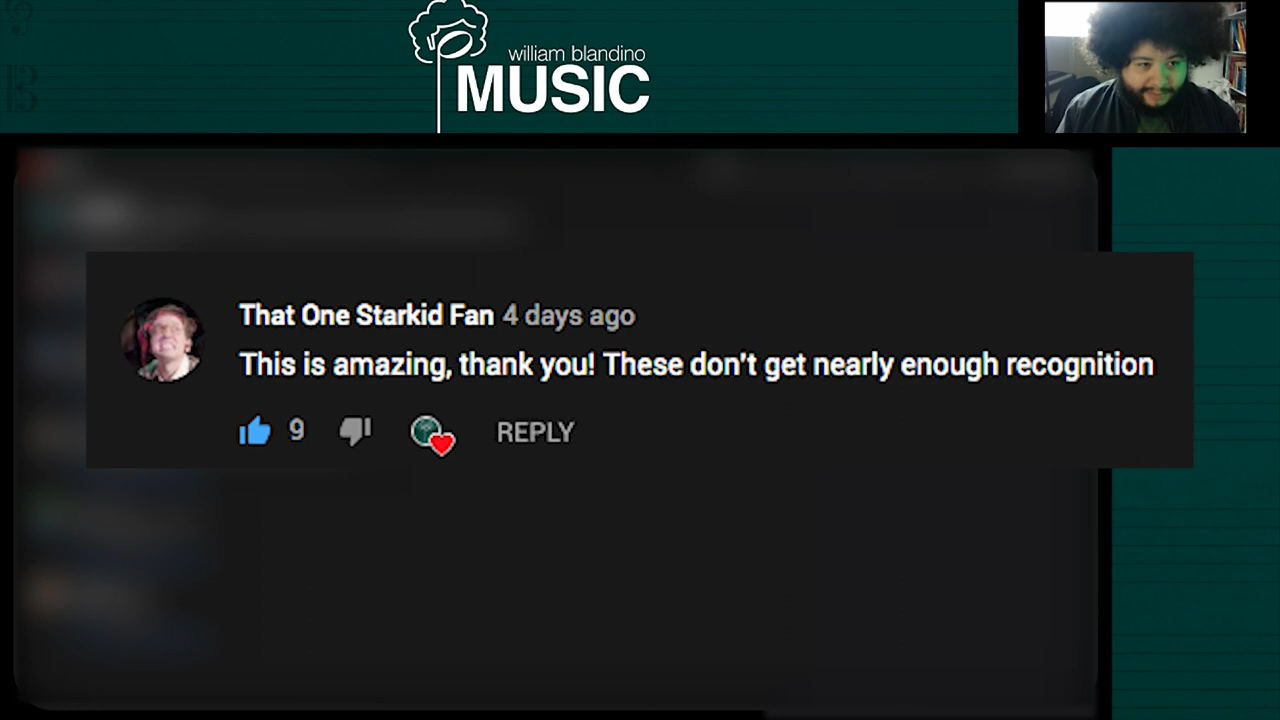 william blandino
MUSIC
That One Starkid Fan 4 days ago
This is amazing, thank you! These don't get nearly enough recognition
9
REPLY